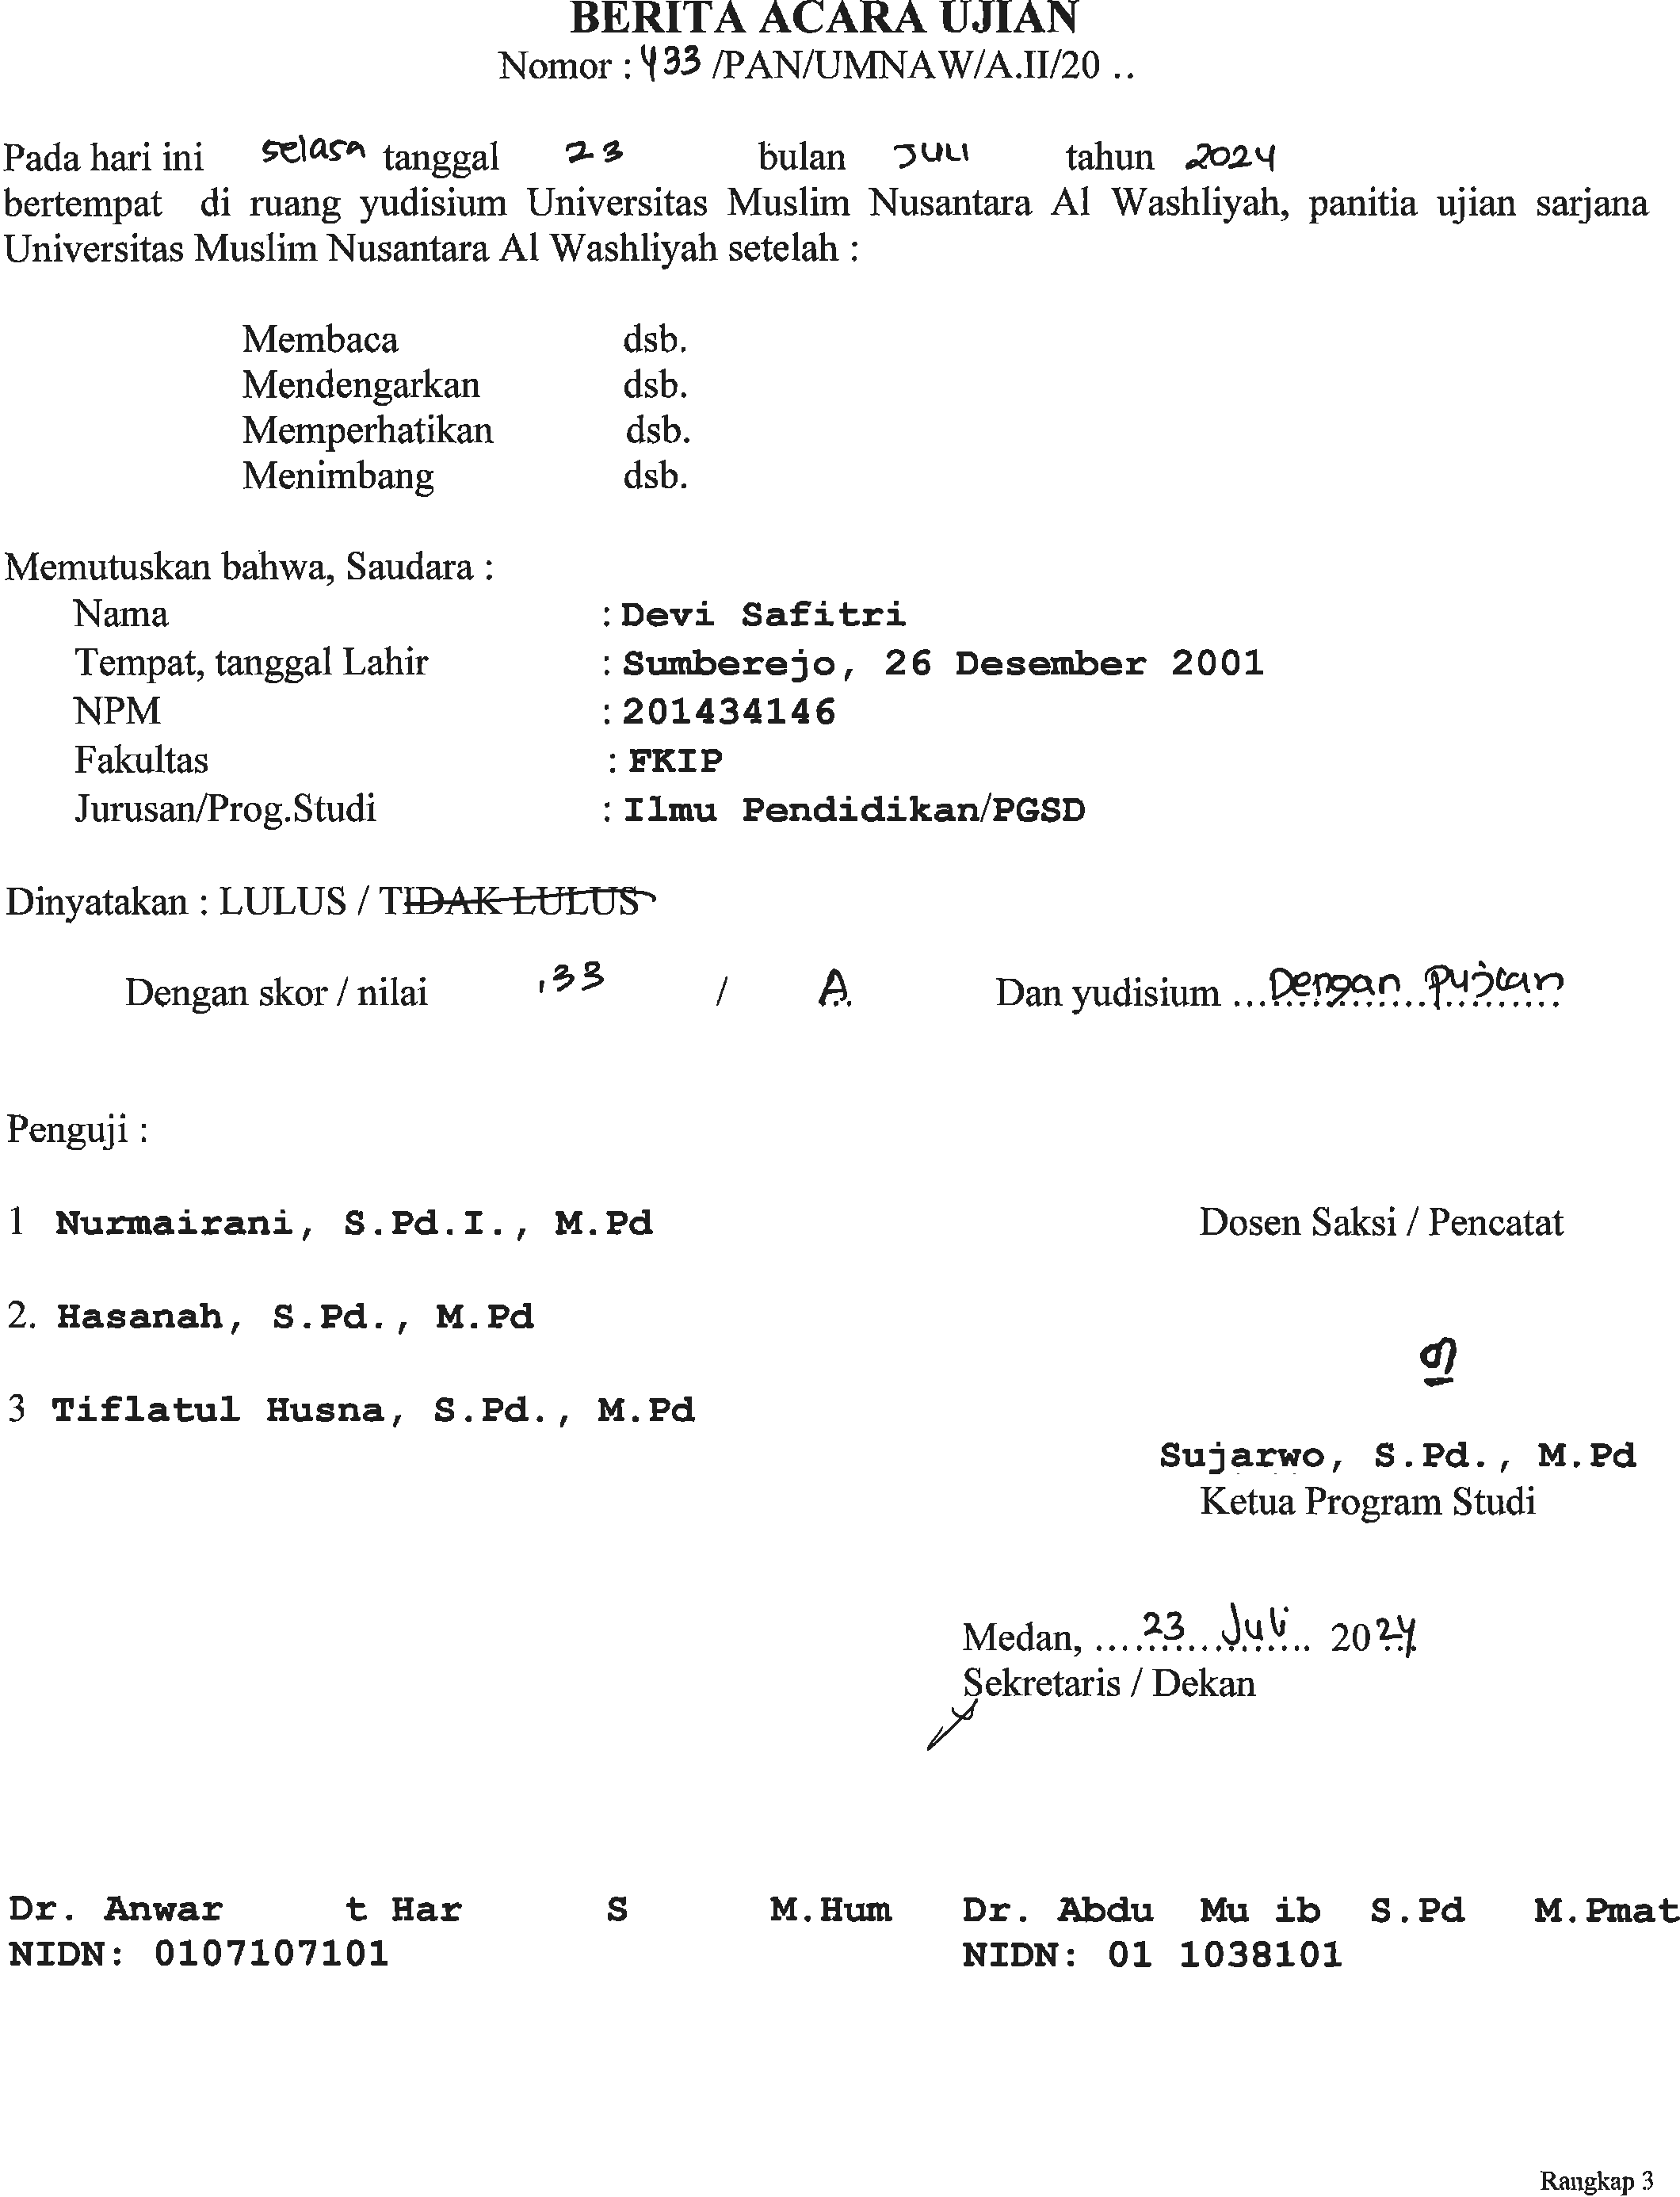 BERITA ACARA UJIAN
Nomor : 433 /PAN/UMNAW/A.II/20 ..
Pada hari ini selasa tanggal 23 bulan Juli tahun 2024
bertempat di ruang yudisium Universitas Muslim Nusantara Al Washliyah, panitia ujian sarjana
Universitas Muslim Nusantara Al Washliyah setelah :
Membaca dsb.
Mendengarkan dsb.
Memperhatikan dsb.
Menimbang dsb.
Memutuskan bahwa, Saudara :
Nama : Devi Safitri
Tempat, tanggal Lahir : Sumberejo, 26 Desember 2001
NPM : 201434146
Fakultas : FKIP
Jurusan/Prog.Studi : Ilmu Pendidikan/PGSD
Dinyatakan : LULUS / TIDAK LULUS
Dengan skor / nilai ,33 / A Dan yudisium ... Dengan pujian
Penguji :
1 Nurmairani, S.Pd.I., M.Pd Dosen Saksi / Pencatat
2. Hasanah, S.Pd., M.Pd
3 Tiflatul Husna, S.Pd., M.Pd
Sujarwo, S.Pd., M.Pd
Ketua Program Studi
Medan, .... 23 Juli .. 2024
Sekretaris / Dekan
Dr. Anwar t Har S M.Hum Dr. Abdu Mu ib S.Pd M.Pmat
NIDN: 0107107101 NIDN: 01 1038101
Rangkap 3